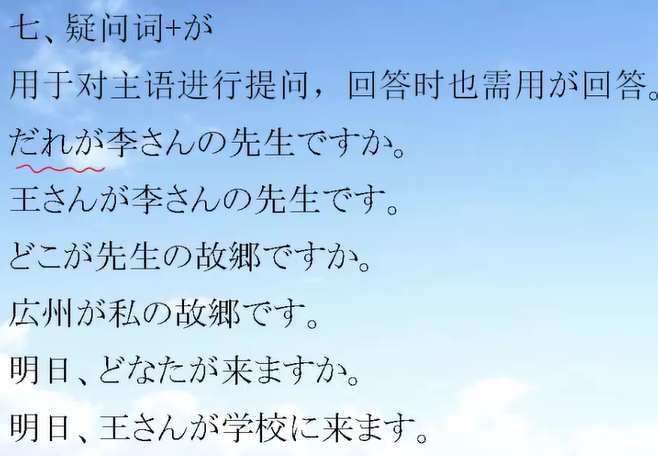 七、疑问词+が
用于对主语进行提问，回答时也需用が回答。
だれが李さんの先生ですか。
王さんが李さんの先生です。
どこが先生の故郷ですか。
広州が私の故郷です。
明日、どなたが来ますか。
明日、王さんが学校に来ます。